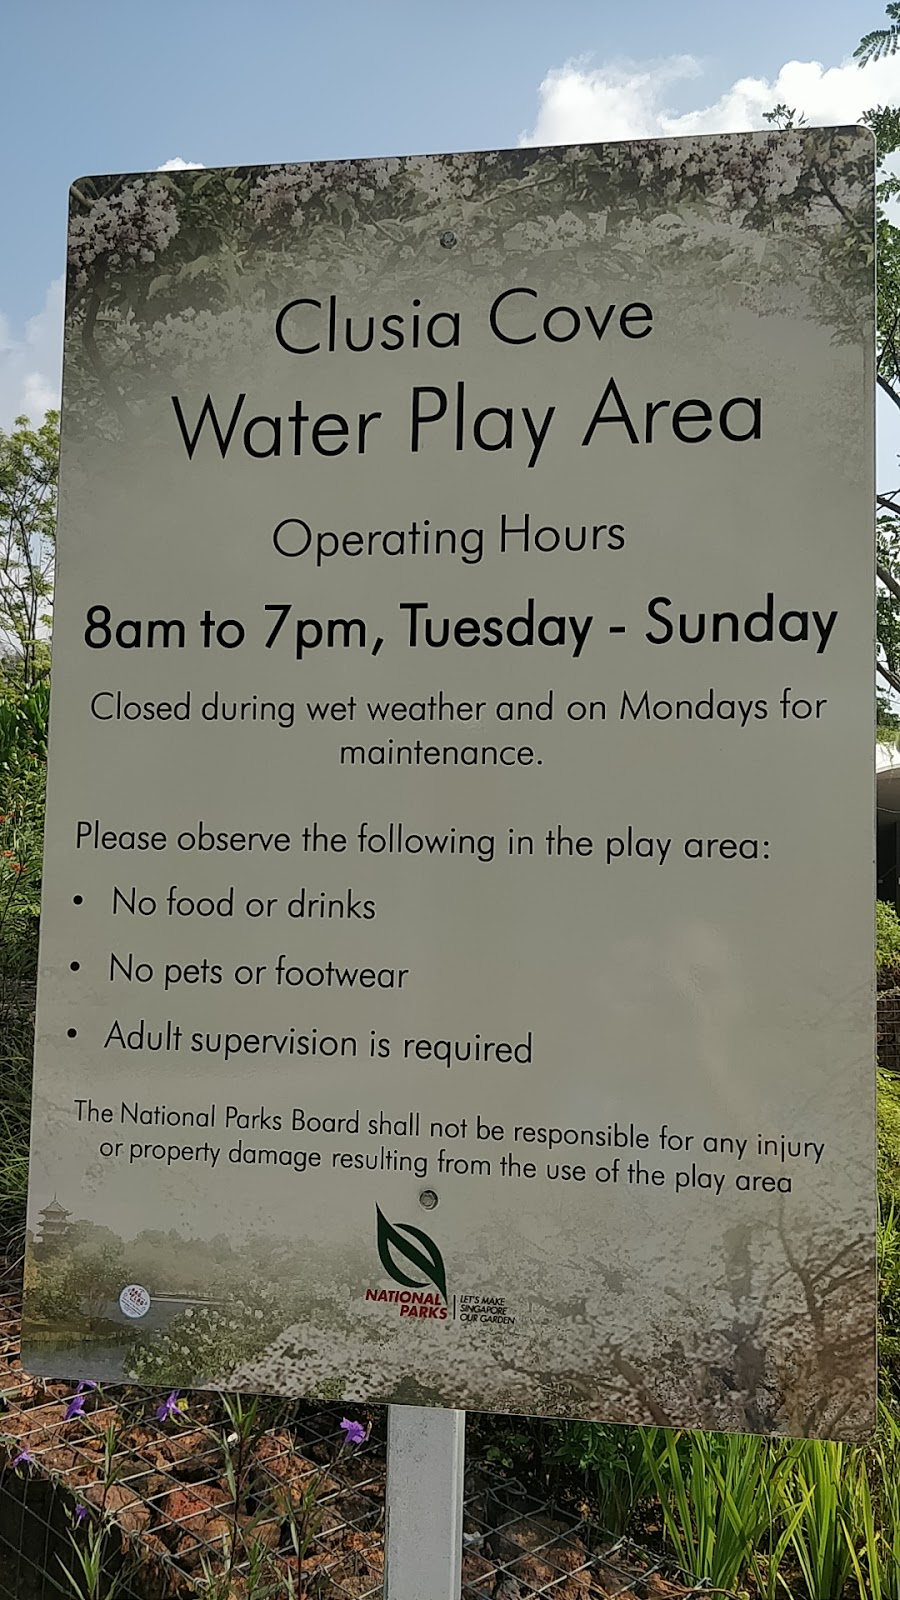 Clusia Cove
Water Play Area
Operating Hours
8am to 7pm, Tuesday - Sunday
Closed during wet weather and on Mondays for
maintenance.
Please observe the following in the play area:
• No food or drinks
• No pets or footwear
• Adult supervision is required
The National Parks Board shall not be responsible for any injury
or property damage resulting from the use of the play area
NATIONAL
PARKS
LET'S MAKE
SINGAPORE
OUR GARDEN